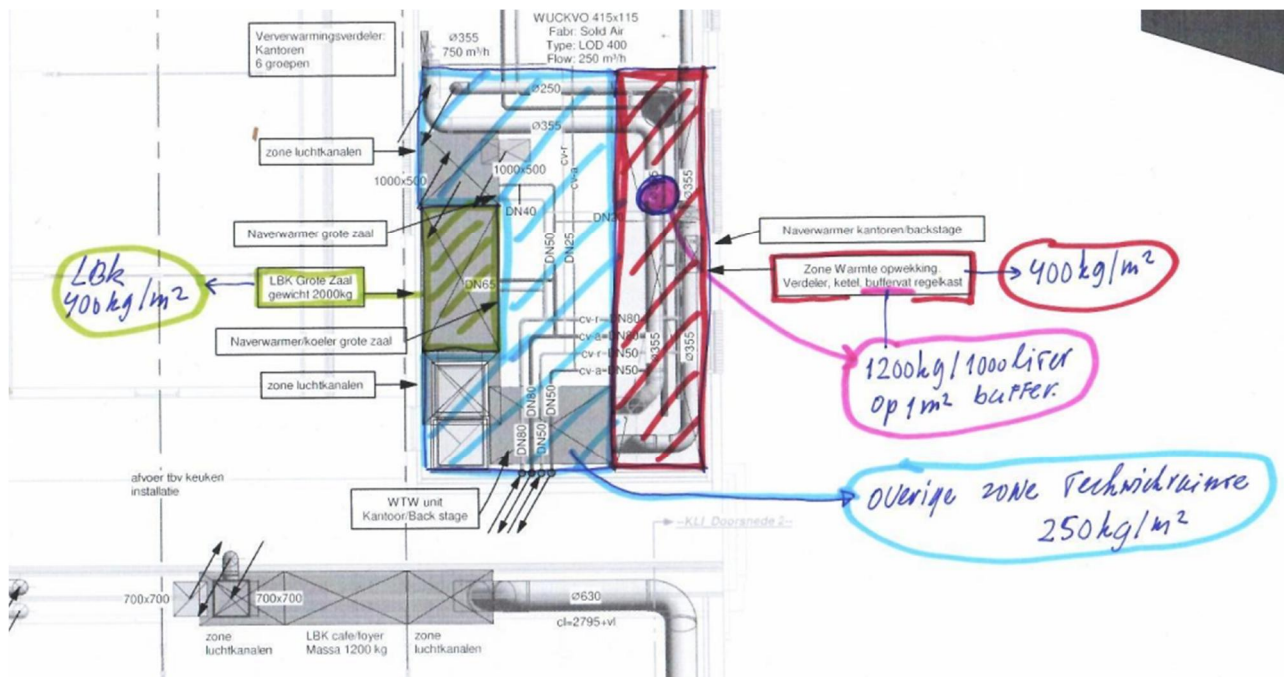 WUCKVO 415x115
Fabr: Solid Air
Type: LOD 400
Flow: 250 m³/h
Ø355
750 m³/h
Ververwarmingsverdeler:
Kantoren
6 groepen
Ø250
Ø355
zone luchtkanalen
1000x500
1000x500
cv-r
cv-a
Ø355
DN40
DN20
Naverwarmer grote zaal
DN50
DN25
Naverwarmer kantoren/backstage
LBK
400kg/m²
LBK Grote Zaal
gewicht 2000kg
DN65
Zone Warmte opwekking.
Verdeler, ketel, buffervat regelkast
400kg/m²
Naverwarmer/koeler grote zaal
cv-r-DN80
cv-a-DN80
cv-r-DN50
cv-a-DN50
Ø355
Ø355
zone luchtkanalen
1200kg/1000liter
op 1m² buffer.
DN80
DN50
DN80
DN50
afvoer tbv keuken
installatie
WTW unit
Kantoor/Back stage
KLI_Doorsnede 2
overige zone Technichruimte
250kg/m²
700x700
700x700
Ø630
cl=2795+vl
zone
luchtkanalen
LBK cafe/foyer
Massa 1200 kg
zone
luchtkanalen